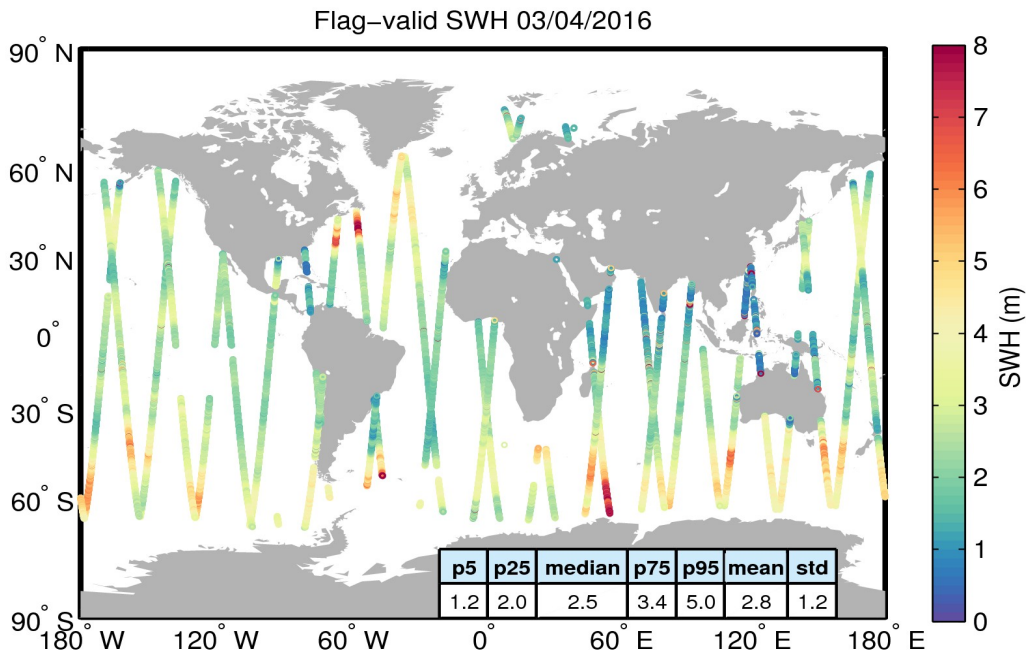 Flag−valid SWH 03/04/2016
90° N
60° N
30° N
0°
30° S
60° S
90° S
180° W
120° W
60° W
0°
60° E
120° E
180° E
p5 p25 median p75 p95 mean std
1.2 2.0 2.5 3.4 5.0 2.8 1.2
8
7
6
5
4
3
2
1
0
SWH (m)